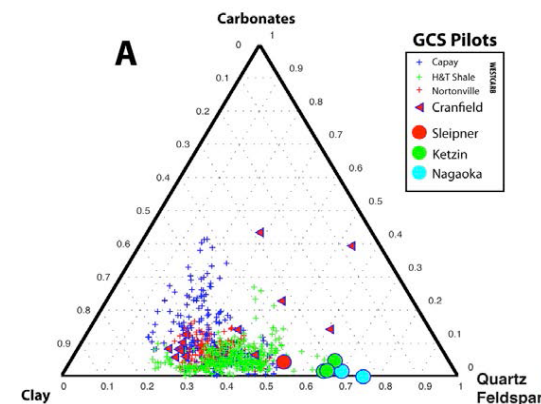 Carbonates
A
GCS Pilots
Capay
H&T Shale
Nortonville
WESTCARB
Cranfield
Sleipner
Ketzin
Nagaoka
0
0.1
0.2
0.3
0.5
0.6
0.7
0.8
0.9
1
0.9
0.8
0.7
0.6
0.5
0.4
0.3
0.2
0.1
0
0 0.1 0.2 0.3 0.4 0.5 0.6 0.7 0.8 0.9 1
Clay
Quartz
Feldspar